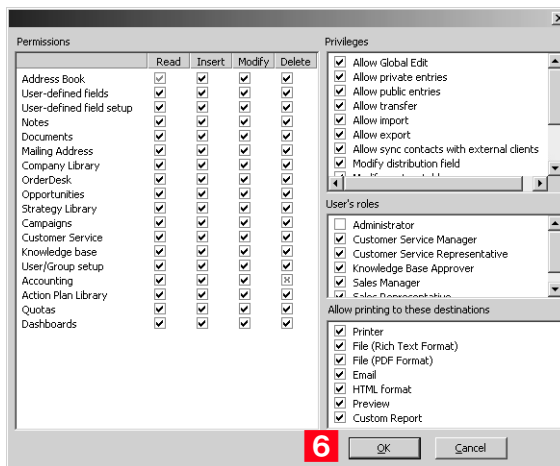 Permissions
Read Insert Modify Delete
Address Book
User-defined fields
User-defined field setup
Notes
Documents
Mailing Address
Company Library
OrderDesk
Opportunities
Strategy Library
Campaigns
Customer Service
Knowledge base
User/Group setup
Accounting
Action Plan Library
Quotas
Dashboards
Privileges
Allow Global Edit
Allow private entries
Allow public entries
Allow transfer
Allow import
Allow export
Allow sync contacts with external clients
Modify distribution field
User's roles
Administrator
Customer Service Manager
Customer Service Representative
Knowledge Base Approver
Sales Manager
Sales Representative
Allow printing to these destinations
Printer
File (Rich Text Format)
File (PDF Format)
Email
HTML format
Preview
Custom Report
6 OK Cancel